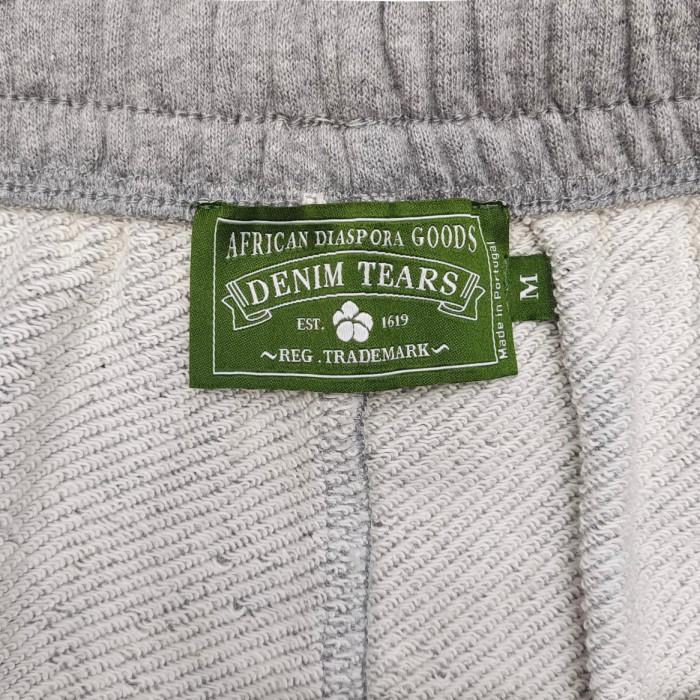 AFRICAN DIASPORA GOODS
DENIM TEARS
EST. 1619
~REG .TRADEMARK~
Made in Portugal
M